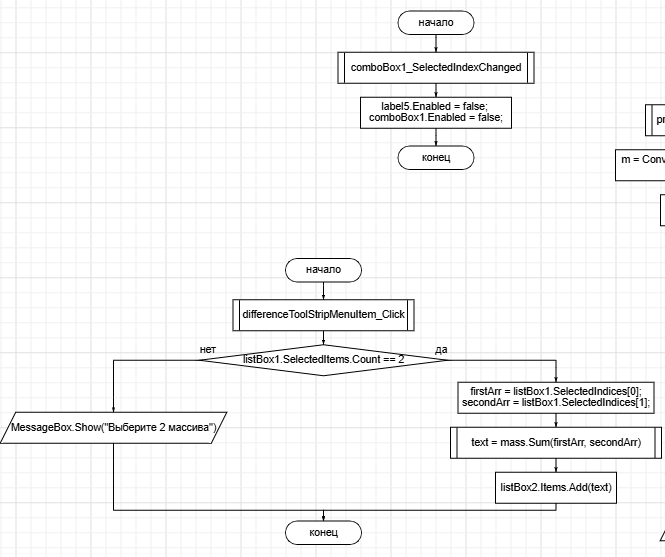 начало
comboBox1_SelectedIndexChanged
label5.Enabled = false;
comboBox1.Enabled = false;
конец
m = Conv
начало
differenceToolStripMenuItem_Click
нет
да
listBox1.SelectedItems.Count == 2
firstArr = listBox1.SelectedIndices[0];
secondArr = listBox1.SelectedIndices[1];
MessageBox.Show("Выберите 2 массива")
text = mass.Sum(firstArr, secondArr)
listBox2.Items.Add(text)
конец